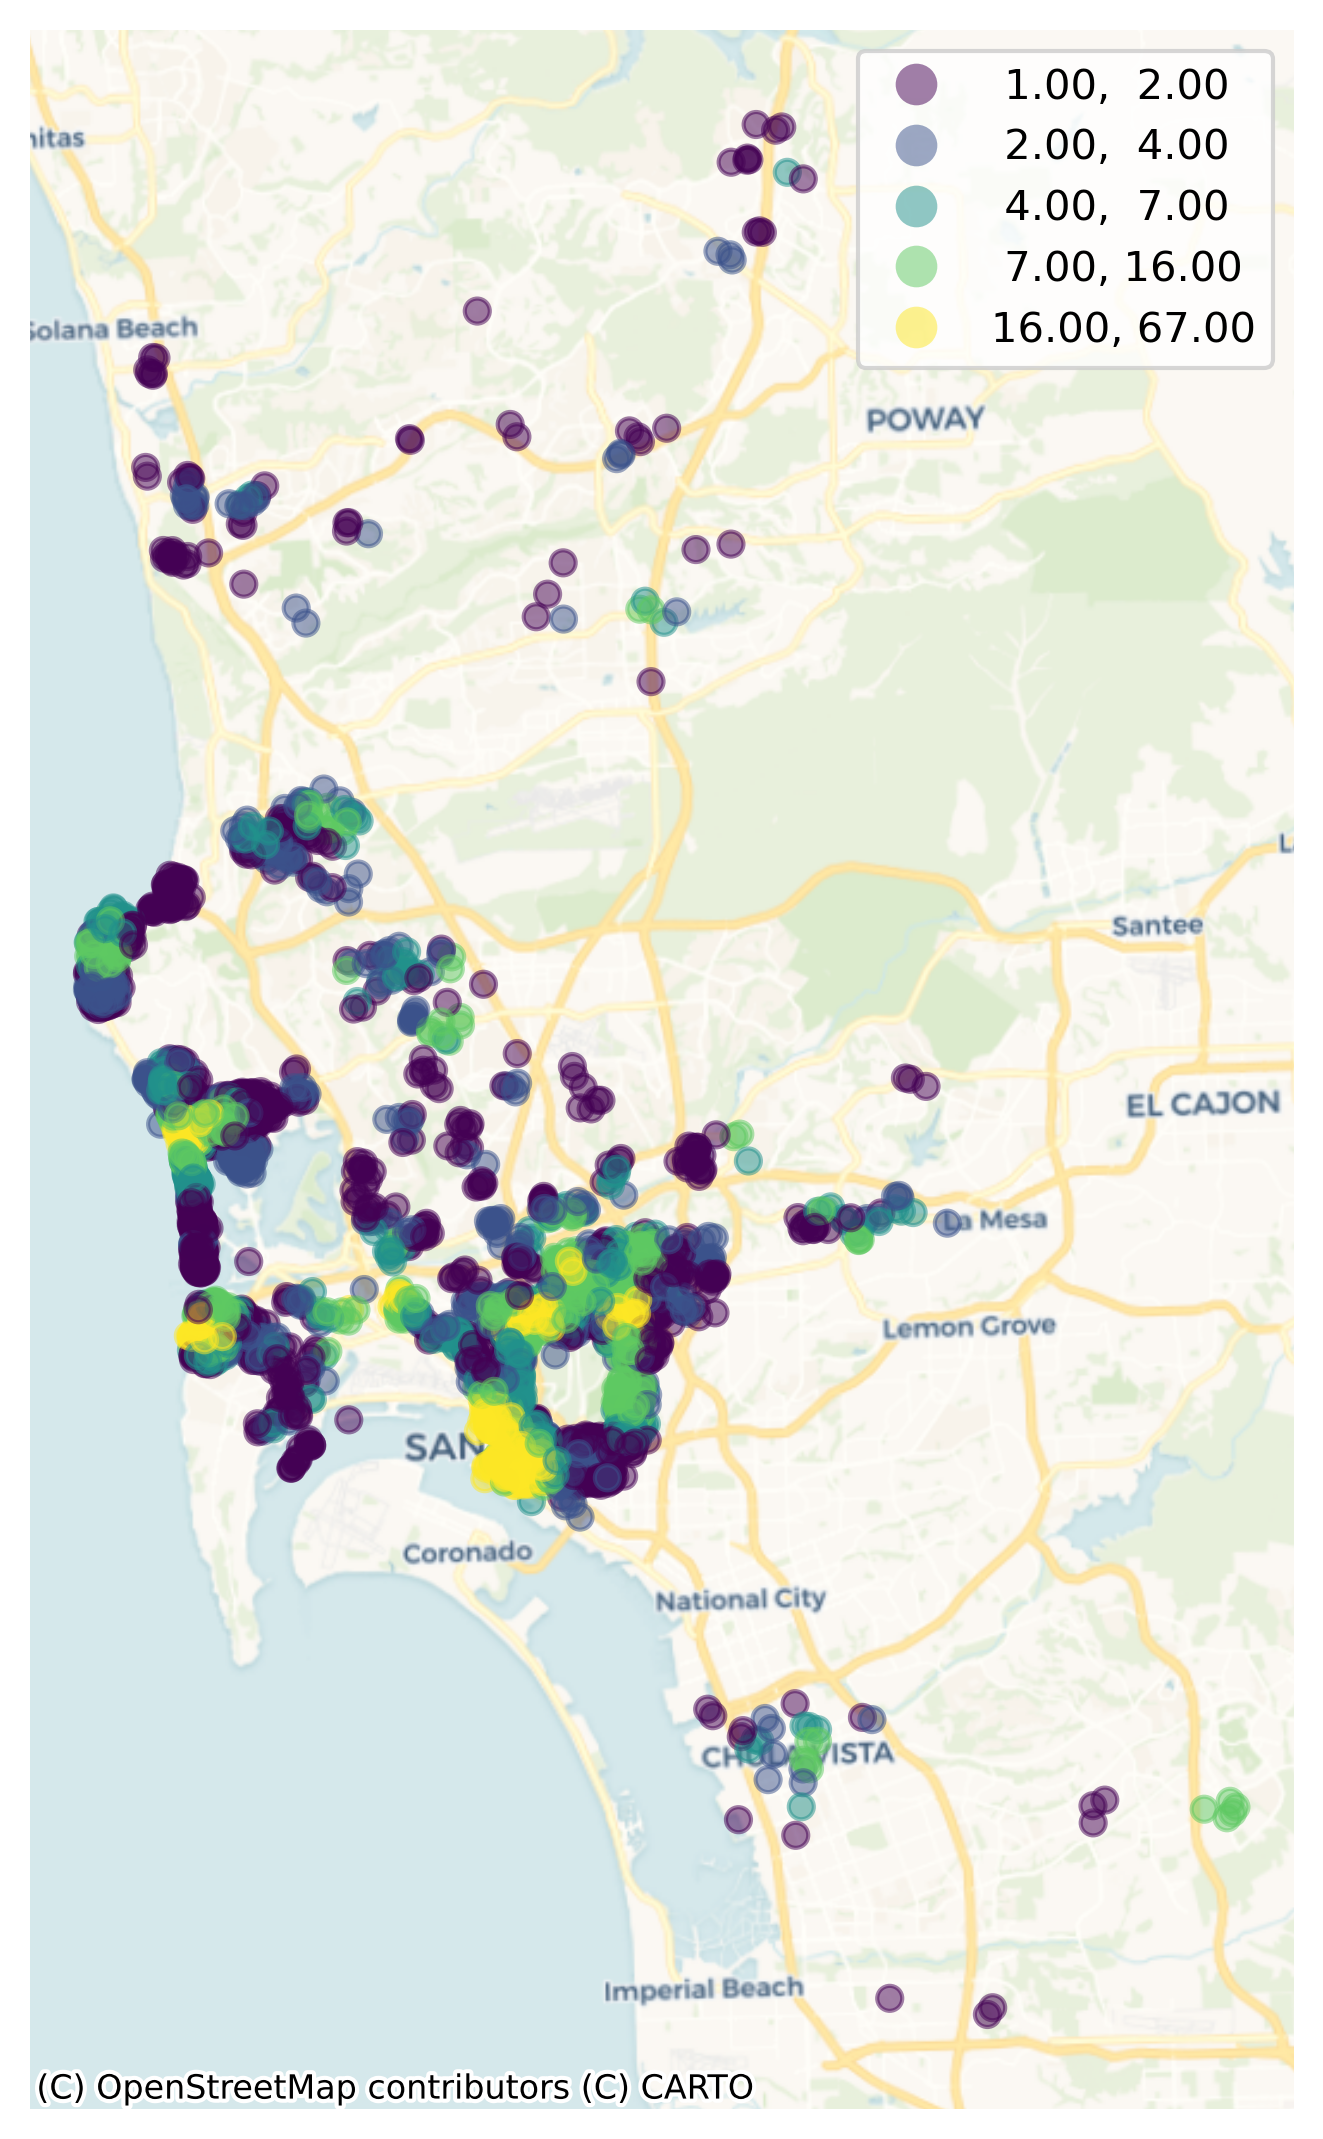 nitas
1.00, 2.00
2.00, 4.00
4.00, 7.00
7.00, 16.00
16.00, 67.00
Solana Beach
POWAY
Santee
EL CAJON
La Mesa
Lemon Grove
SAN
Coronado
National City
CHULA VISTA
Imperial Beach
(C) OpenStreetMap contributors (C) CARTO